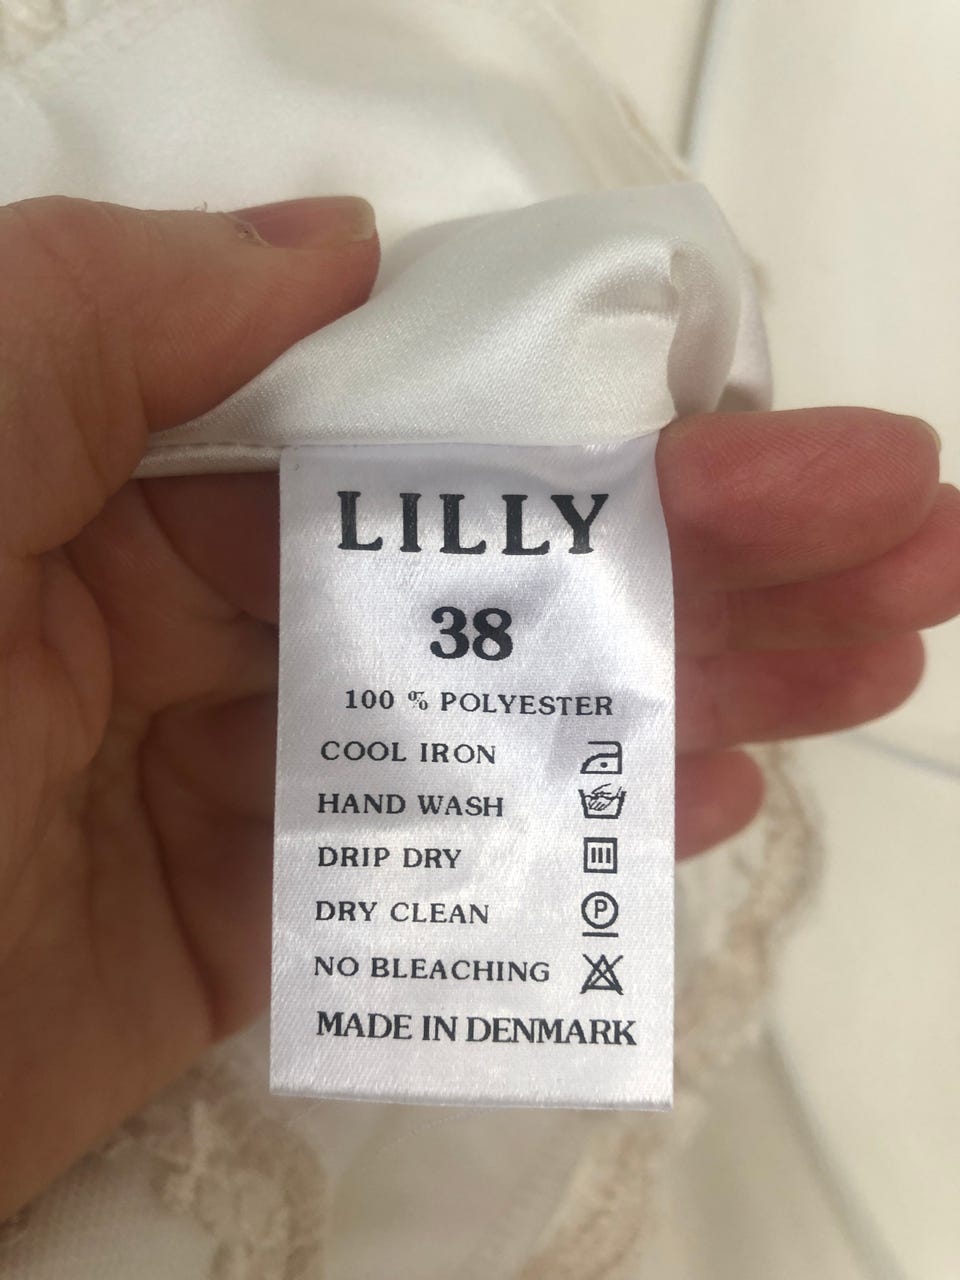 LILLY
38
100 % POLYESTER
COOL IRON
HAND WASH
DRIP DRY
DRY CLEAN P
NO BLEACHING
MADE IN DENMARK